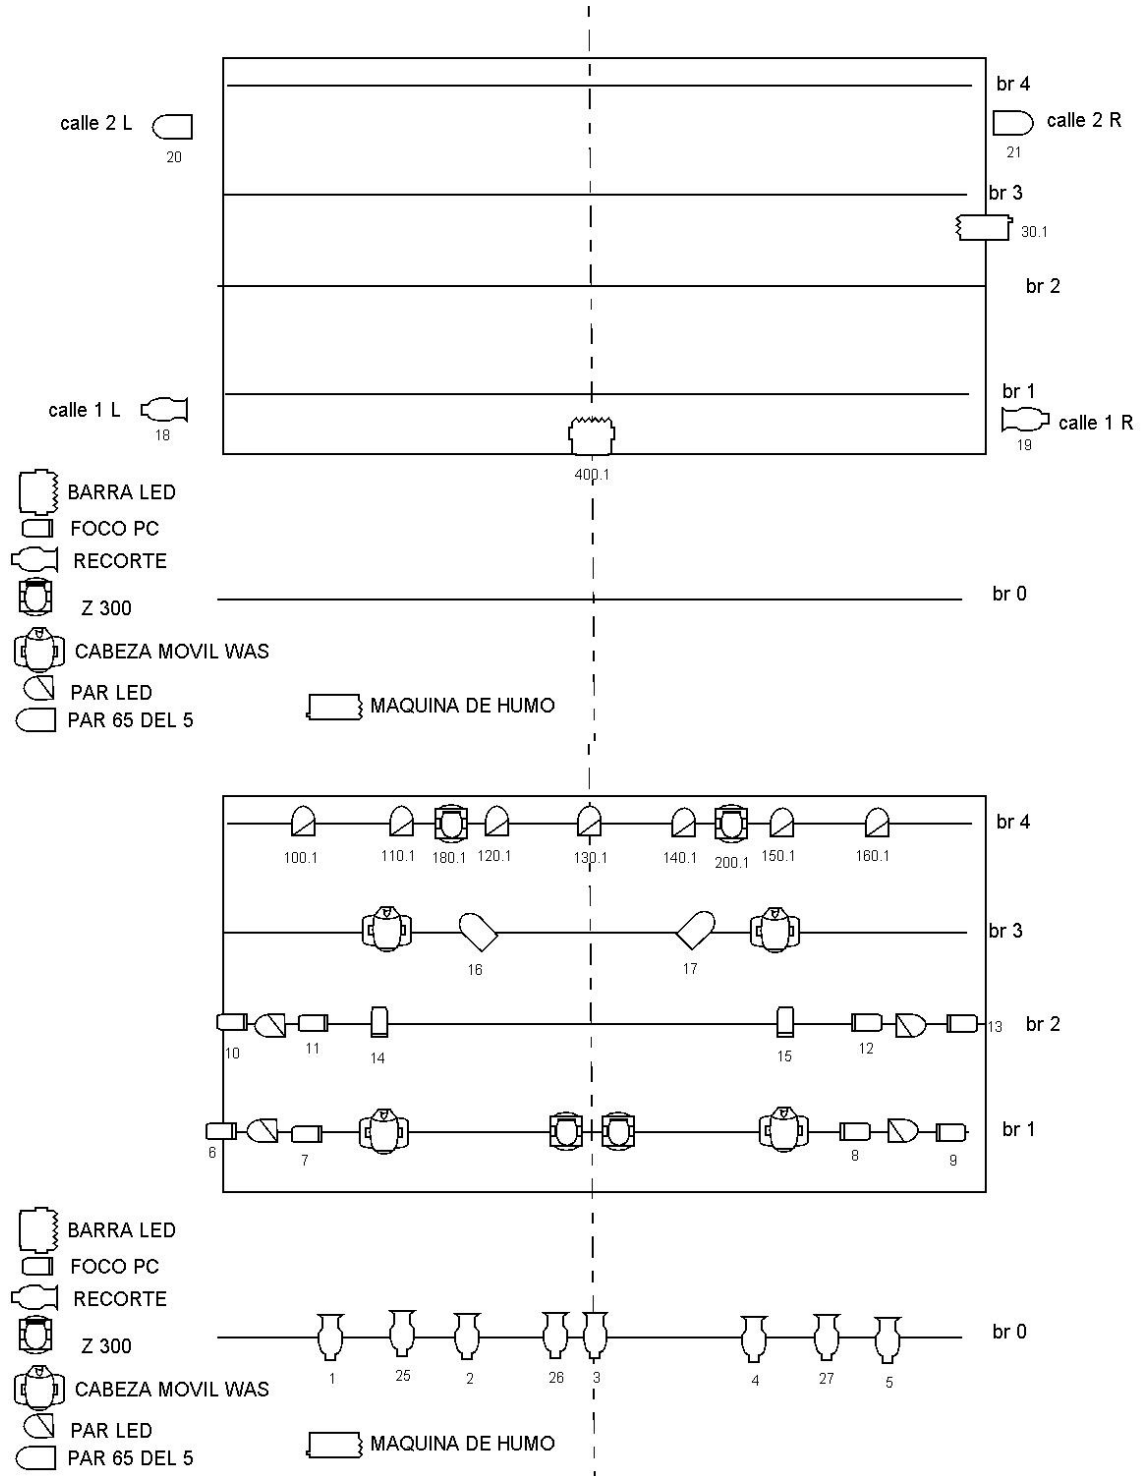 br 4
calle 2 L
calle 2 R
20
21
br 3
30.1
br 2
br 1
calle 1 L
calle 1 R
18
19
400.1
BARRA LED
FOCO PC
RECORTE
br 0
Z 300
CABEZA MOVIL WAS
PAR LED
MAQUINA DE HUMO
PAR 65 DEL 5
br 4
100.1 110.1 180.1 120.1 130.1 140.1 200.1 150.1 160.1
br 3
16 17
13 br 2
10 11 14 15 12
br 1
6 7 8 9
BARRA LED
FOCO PC
RECORTE
br 0
Z 300
1 25 2 26 3 4 27 5
CABEZA MOVIL WAS
PAR LED
MAQUINA DE HUMO
PAR 65 DEL 5